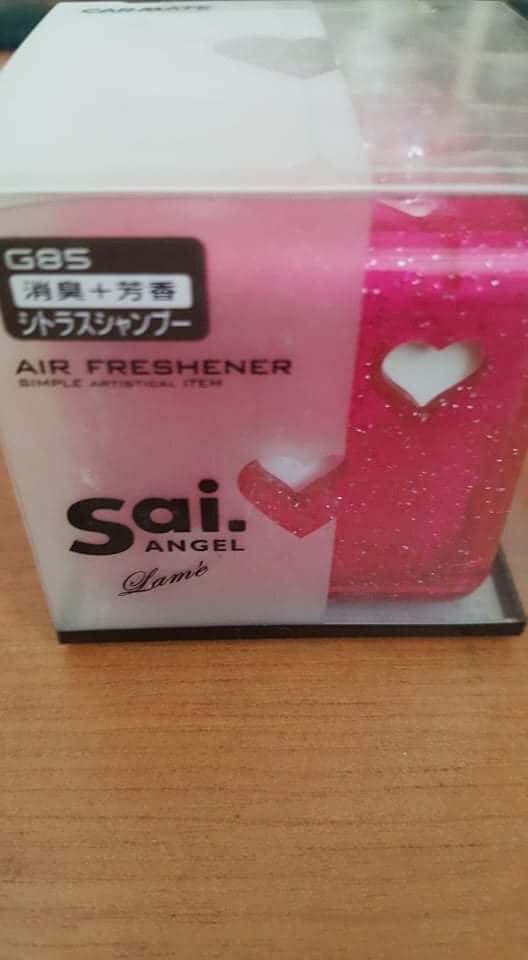 CARMATE
G85
消臭+芳香
シトラスシャンプー
AIR FRESHENER
SIMPLE ARTISTICAL ITEM
Sai.
ANGEL
Lamé